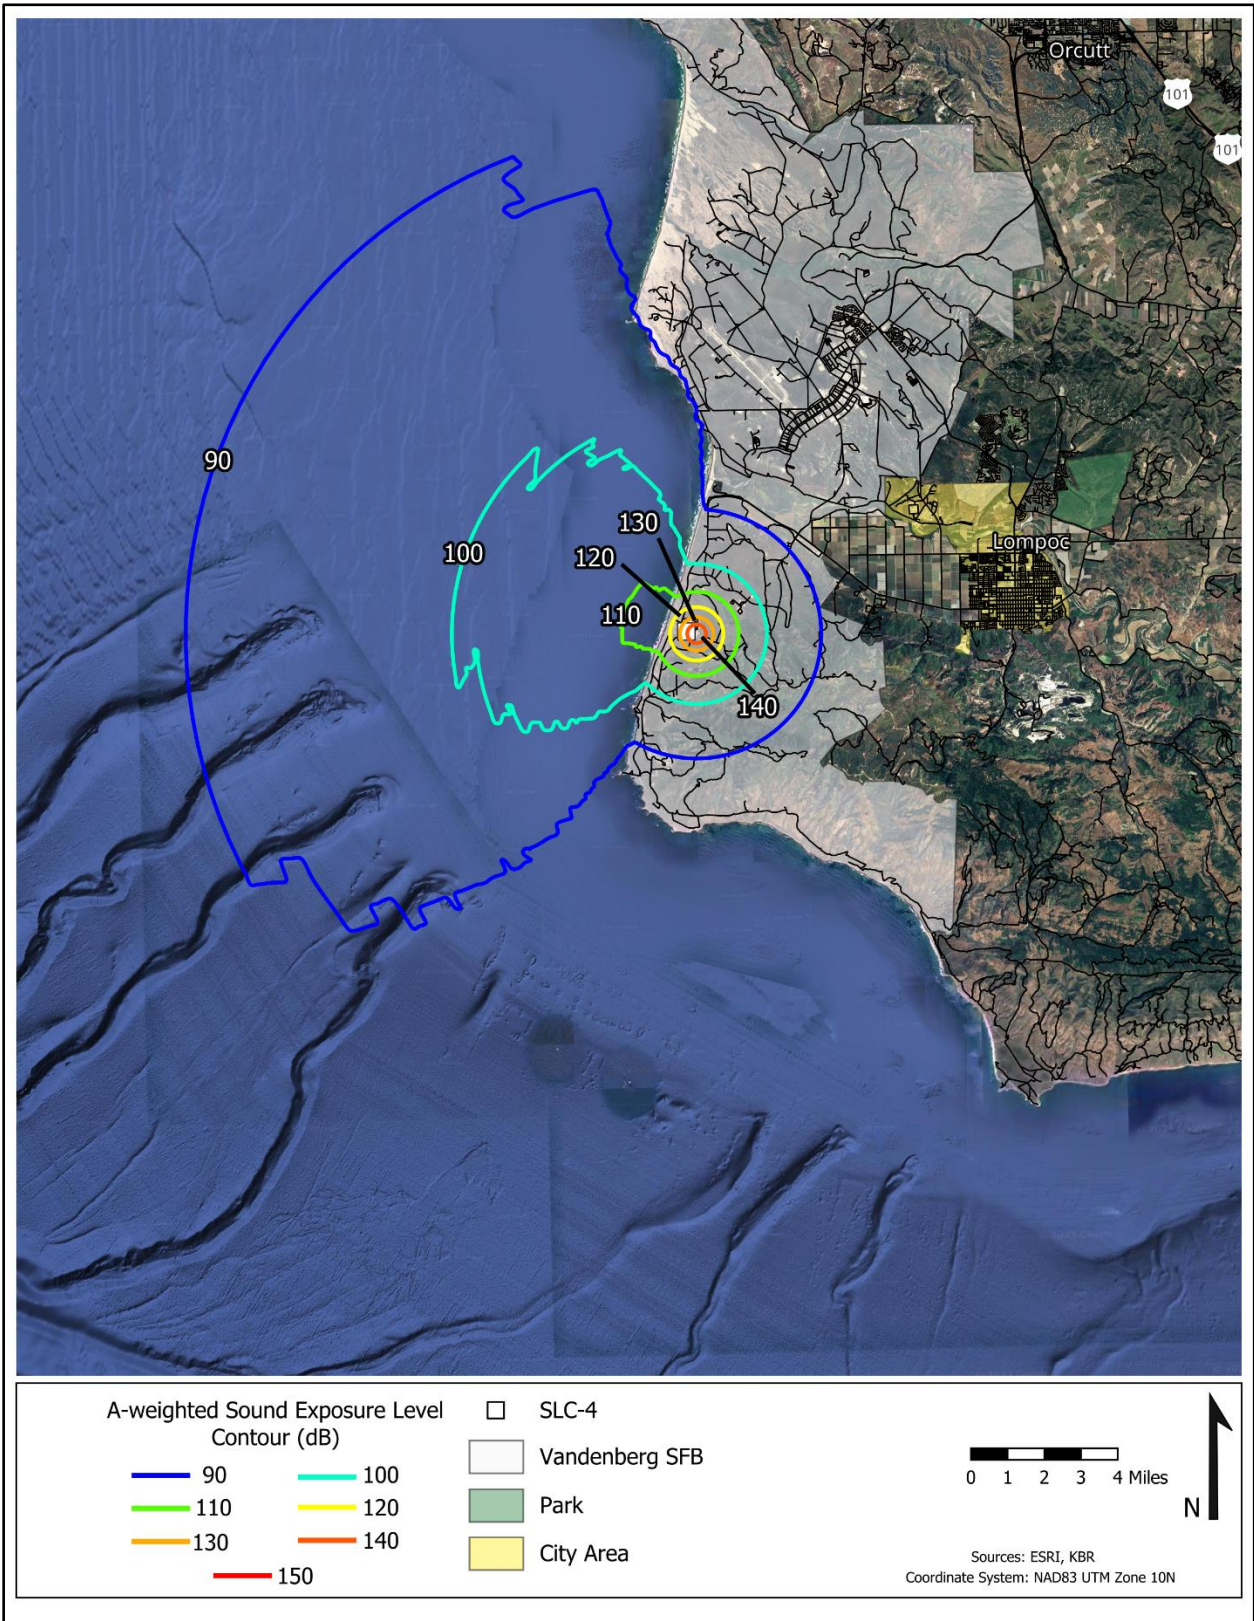 Orcutt
101
101
90
130
120
100
Lompoc
110
140
A-weighted Sound Exposure Level
Contour (dB)
90
100
110
120
130
140
150
SLC-4
Vandenberg SFB
Park
City Area
0 1 2 3 4 Miles
N
Sources: ESRI, KBR
Coordinate System: NAD83 UTM Zone 10N